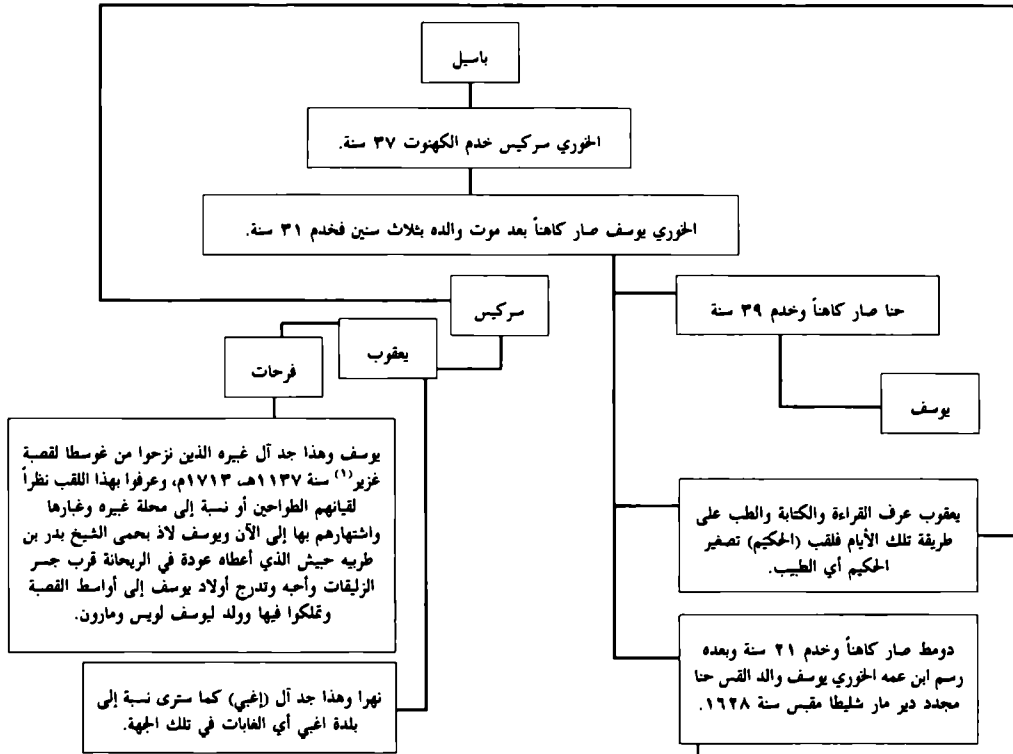 باسيل
الخوري سركيس خدم الكهنوت ٣٧ سنة.
الخوري يوسف صار كاهناً بعد موت والده بثلاث سنين فخدم ٣١ سنة.
سركيس
حنا صار كاهناً وخدم ٣٩ سنة
يعقوب
فرحات
يوسف
يوسف وهذا جد آل غبيره الذين نزحوا من غوسطا لقصبة
غزير(١) سنة ١١٣٧هـ، ١٧١٣م، وعرفوا بهذا اللقب نظراً
لقيانهم الطواحين أو نسبة إلى محلة غبيره وغبارها
واشتهارهم بها إلى الآن ويوسف لاذ بحمى الشيخ بدر بن
طربيه حبيش الذي أعطاه عودة في الريحانة قرب جسر
الزليقات وأحبه وتدرج أولاد يوسف إلى أواسط القصبة
وتملكوا فيها وولد ليوسف لويس ومارون.
يعقوب عرف القراءة والكتابة والطب على
طريقة تلك الأيام فلقب (الحكيّم) تصغير
الحكيم أي الطبيب.
دومط صار كاهناً وخدم ٢١ سنة وبعده
رسم ابن عمه الخوري يوسف والد القس حنا
مجدد دير مار شليطا مقبس سنة ١٦٢٨.
نهرا وهذا جد آل (إغبي) كما سترى نسبة إلى
بلدة اغبي أي الغابات في تلك الجهة.